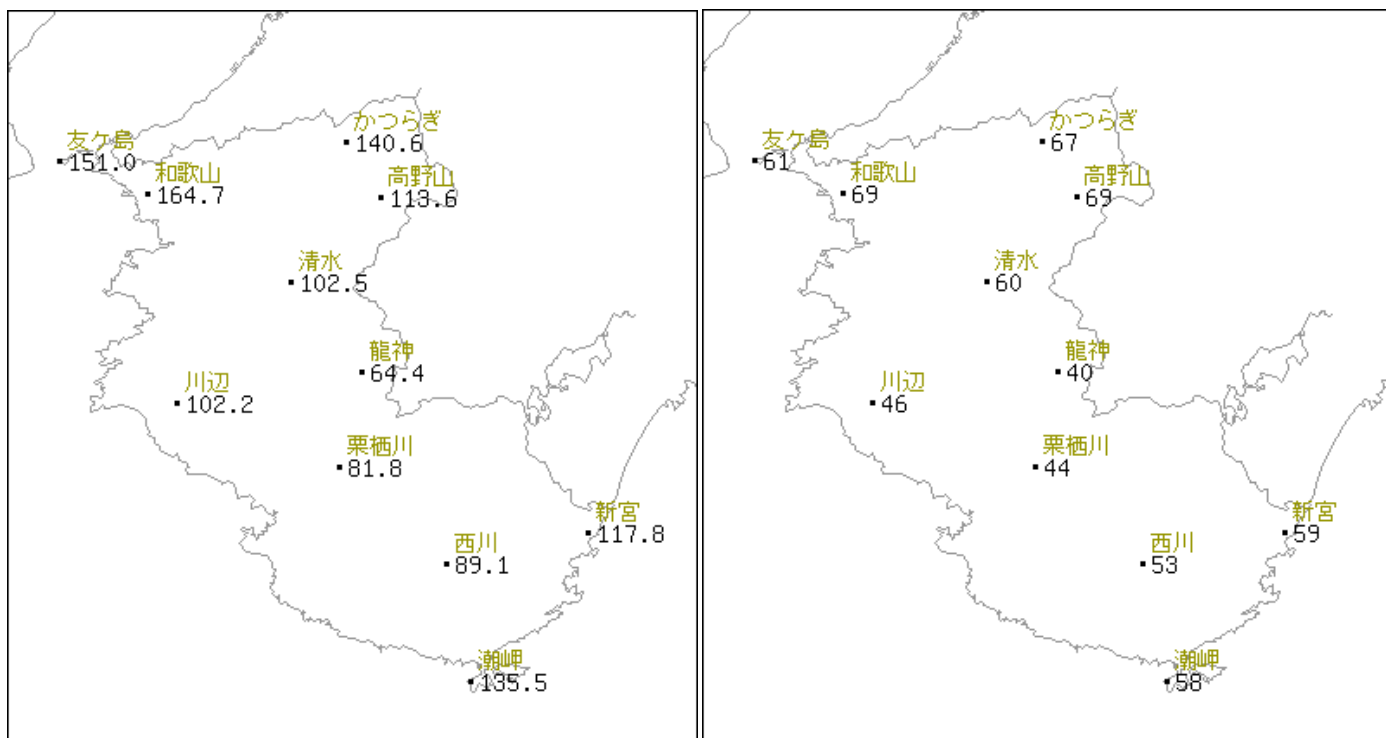 友ケ島
151.0
和歌山
164.7
かつらぎ
140.6
高野山
113.6
清水
102.5
龍神
64.4
川辺
102.2
栗栖川
81.8
新宮
117.8
西川
89.1
潮岬
135.5
友ケ島
61
和歌山
69
かつらぎ
67
高野山
69
清水
60
龍神
40
川辺
46
栗栖川
44
新宮
59
西川
53
潮岬
58